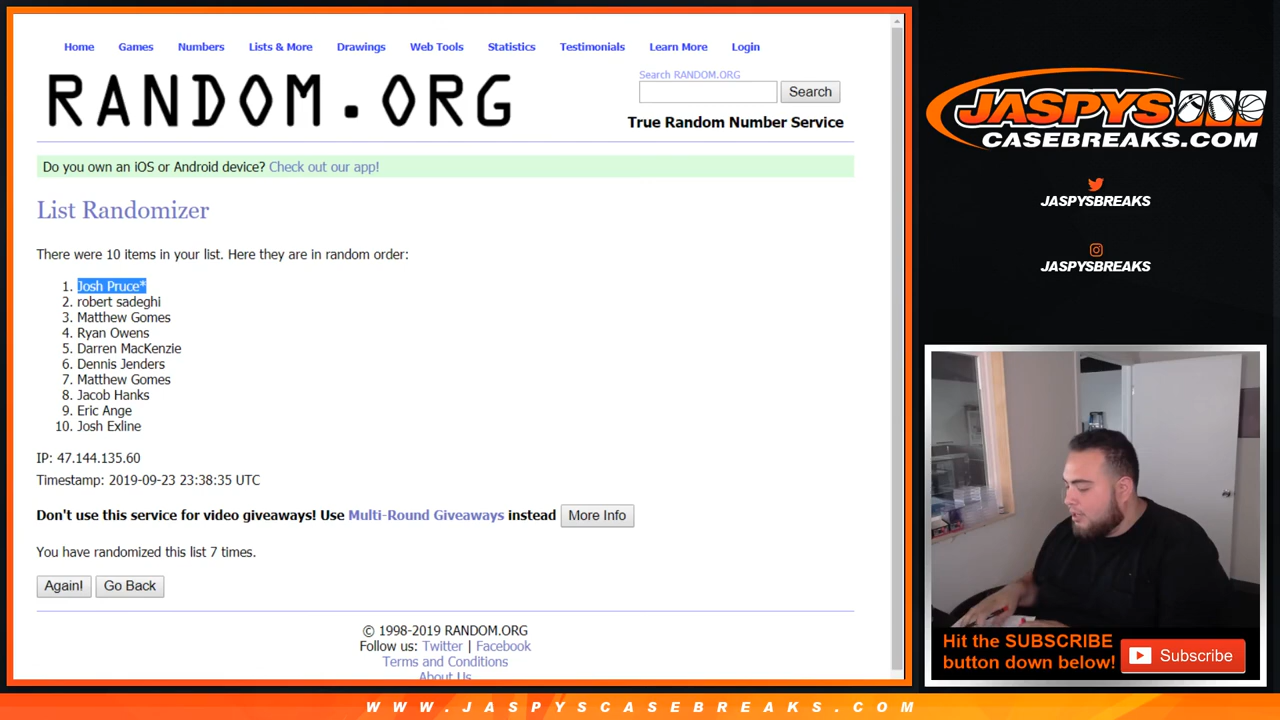 Home Games Numbers Lists & More Drawings Web Tools Statistics Testimonials Learn More Login
RANDOM.ORG
Search RANDOM.ORG
Search
True Random Number Service
Do you own an iOS or Android device? Check out our app!
List Randomizer
There were 10 items in your list. Here they are in random order:
1. Josh Pruce*
2. robert sadeghi
3. Matthew Gomes
4. Ryan Owens
5. Darren MacKenzie
6. Dennis Jenders
7. Matthew Gomes
8. Jacob Hanks
9. Eric Ange
10. Josh Exline
IP: 47.144.135.60
Timestamp: 2019-09-23 23:38:35 UTC
Don't use this service for video giveaways! Use Multi-Round Giveaways instead More Info
You have randomized this list 7 times.
Again! Go Back
© 1998-2019 RANDOM.ORG
Follow us: Twitter | Facebook
Terms and Conditions
About Us
JASPYS
CASEBREAKS.COM
JASPYSBREAKS
JASPYSBREAKS
Hit the SUBSCRIBE
button down below!
Subscribe
WWW.JASPYSCASEBREAKS.COM